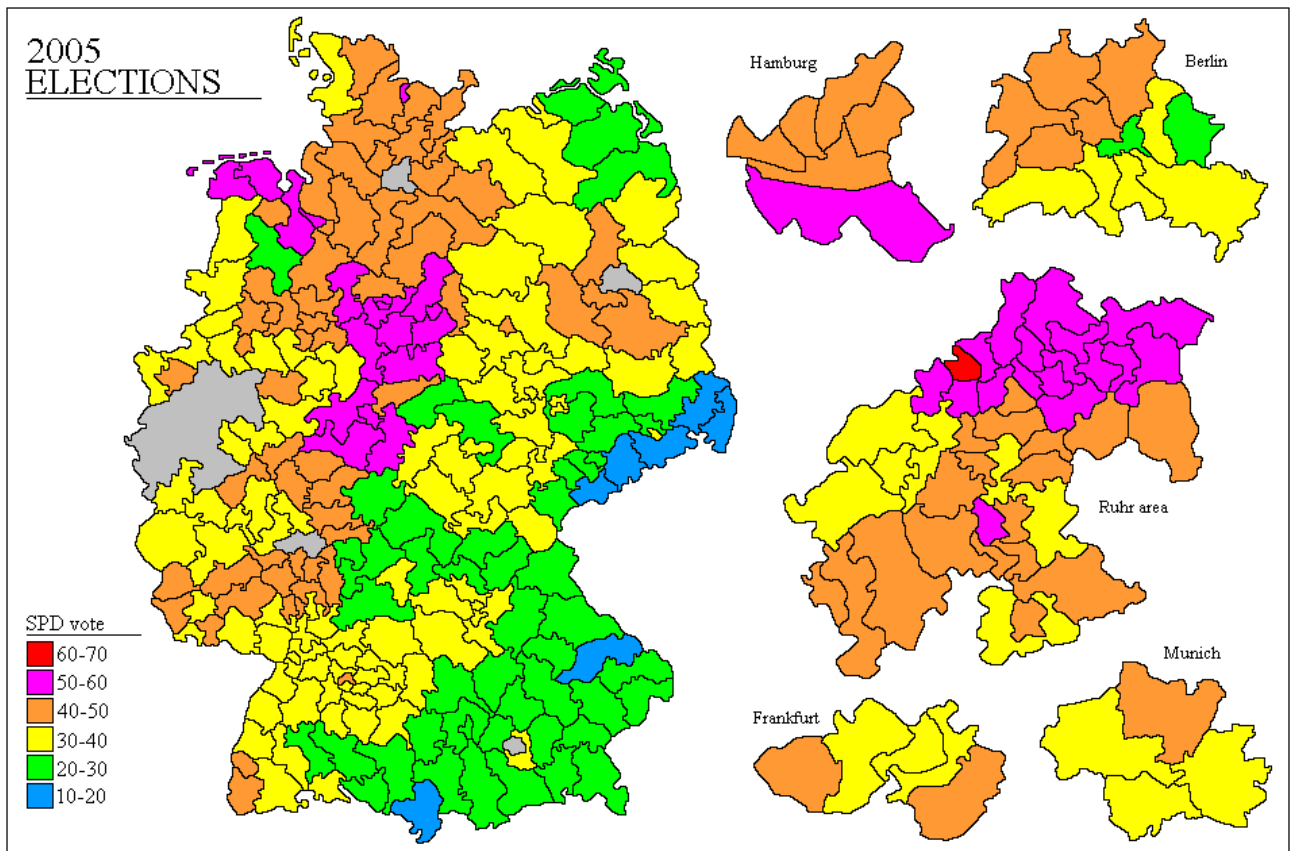 2005
ELECTIONS
Hamburg
Berlin
Ruhr area
SPD vote
60-70
50-60
40-50
30-40
20-30
10-20
Munich
Frankfurt